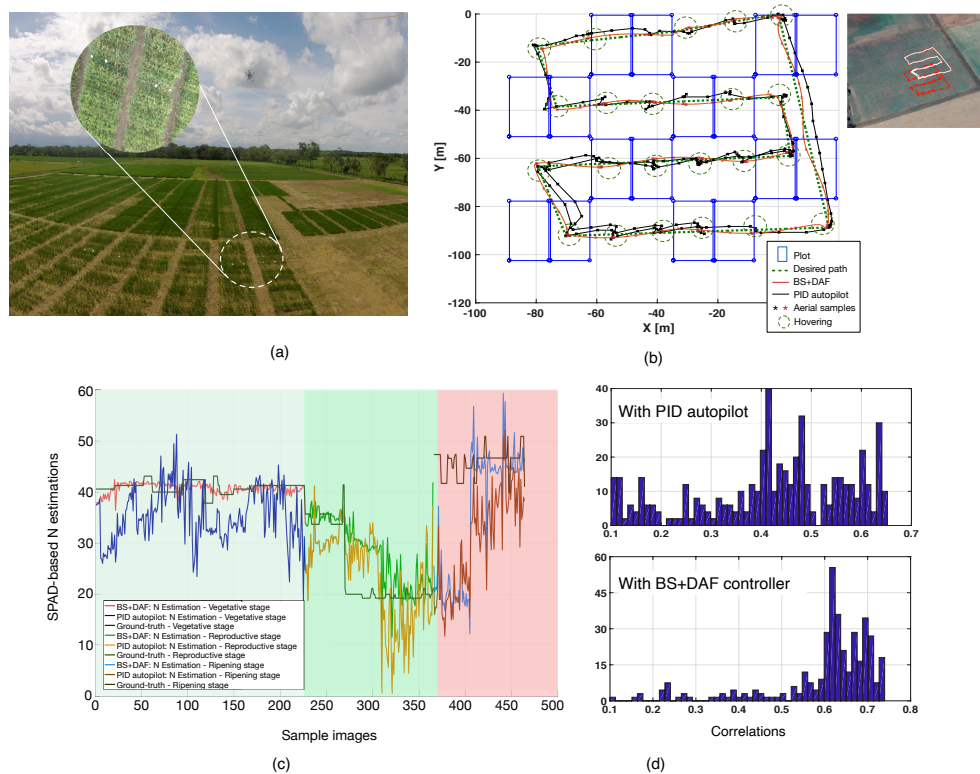 (a)
0
-20
-40
-60
-80
-100
-120
Y [m]
-100
-80
-60
-40
-20
0
X [m]
Plot
Desired path
BS+DAF
PID autopilot
Aerial samples
Hovering
(b)
60
50
40
30
20
10
0
SPAD-based N estimations
BS+DAF: N Estimation - Vegetative stage
PID autopilot: N Estimation - Vegetative stage
Ground-truth - Vegetative stage
BS+DAF: N Estimation - Reproductive stage
PID autopilot: N Estimation - Reproductive stage
Ground-truth - Reproductive stage
BS+DAF: N Estimation - Ripening stage
PID autopilot: N Estimation - Ripening stage
Ground-truth - Ripening stage
0 50 100 150 200 250 300 350 400 450 500
Sample images
(c)
With PID autopilot
40
30
20
10
0
0.1 0.2 0.3 0.4 0.5 0.6 0.7
With BS+DAF controller
60
45
30
15
0
0.1 0.2 0.3 0.4 0.5 0.6 0.7 0.8
Correlations
(d)